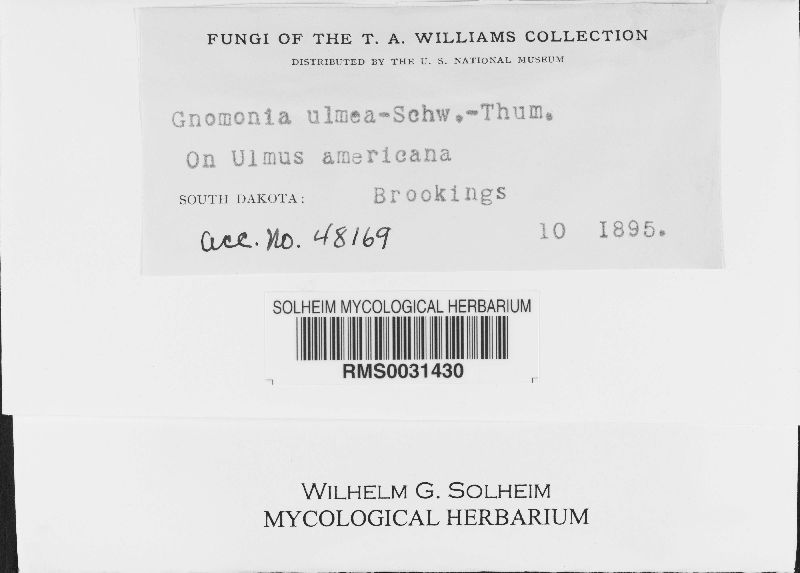 FUNGI OF THE T. A. WILLIAMS COLLECTION
DISTRIBUTED BY THE U. S. NATIONAL MUSEUM
Gnomonia ulmea-Schw.-Thum.
On Ulmus americana
SOUTH DAKOTA: Brookings
acc. No. 48169 10 1895.
SOLHEIM MYCOLOGICAL HERBARIUM
RMS0031430
WILHELM G. SOLHEIM
MYCOLOGICAL HERBARIUM